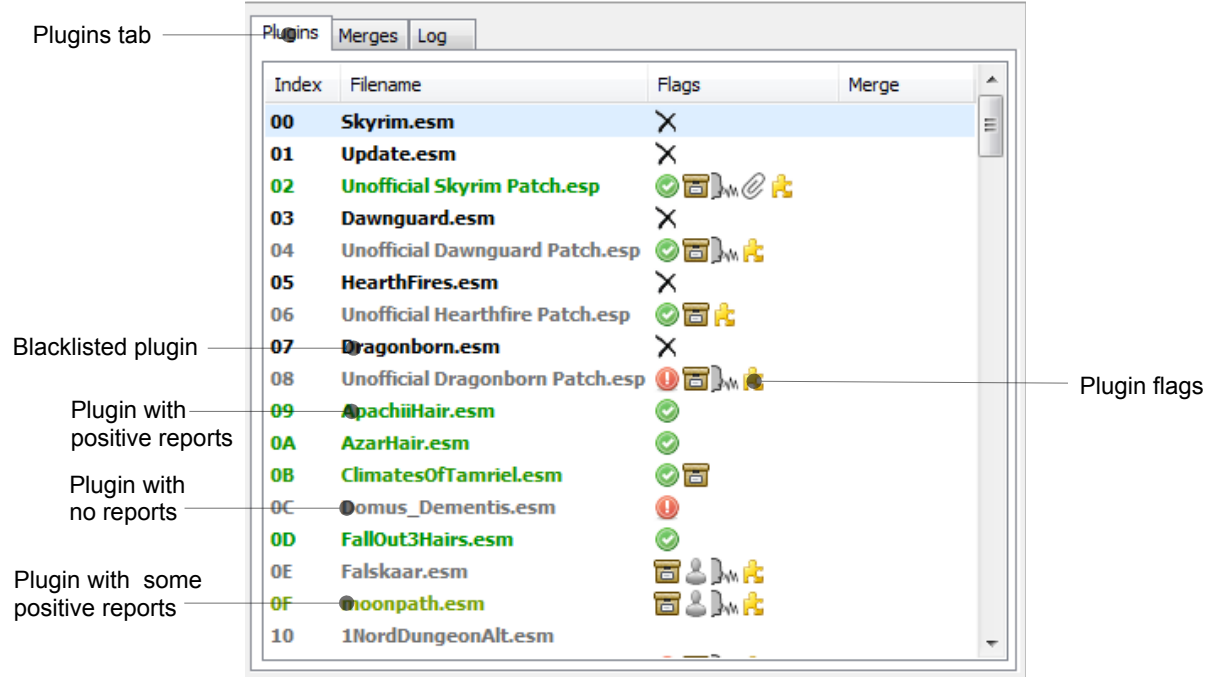 Plugins tab
Plugins Merges Log
Index Filename Flags Merge
00 Skyrim.esm
01 Update.esm
02 Unofficial Skyrim Patch.esp
03 Dawnguard.esm
04 Unofficial Dawnguard Patch.esp
05 HearthFires.esm
06 Unofficial Hearthfire Patch.esp
Blacklisted plugin
07 Dragonborn.esm
08 Unofficial Dragonborn Patch.esp
Plugin flags
Plugin with
positive reports
09 ApachiiHair.esm
0A AzarHair.esm
0B ClimatesOfTamriel.esm
Plugin with
no reports
0C Domus_Dementis.esm
0D FallOut3Hairs.esm
0E Falskaar.esm
Plugin with some
positive reports
0F moonpath.esm
10 1NordDungeonAlt.esm